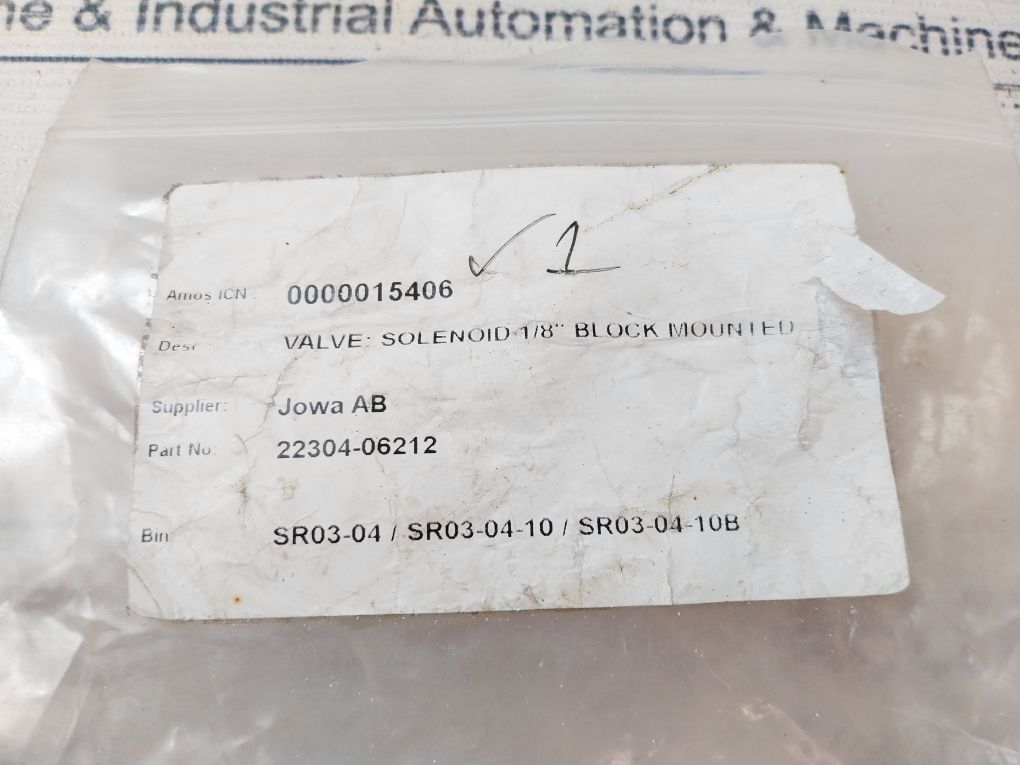 ne & Industrial Automation & Machine
✓ 1
Amos ICN : 0000015406
Desc VALVE: SOLENOID 1/8" BLOCK MOUNTED
Supplier: Jowa AB
Part No: 22304-06212
Bin: SR03-04 / SR03-04-10 / SR03-04-10B